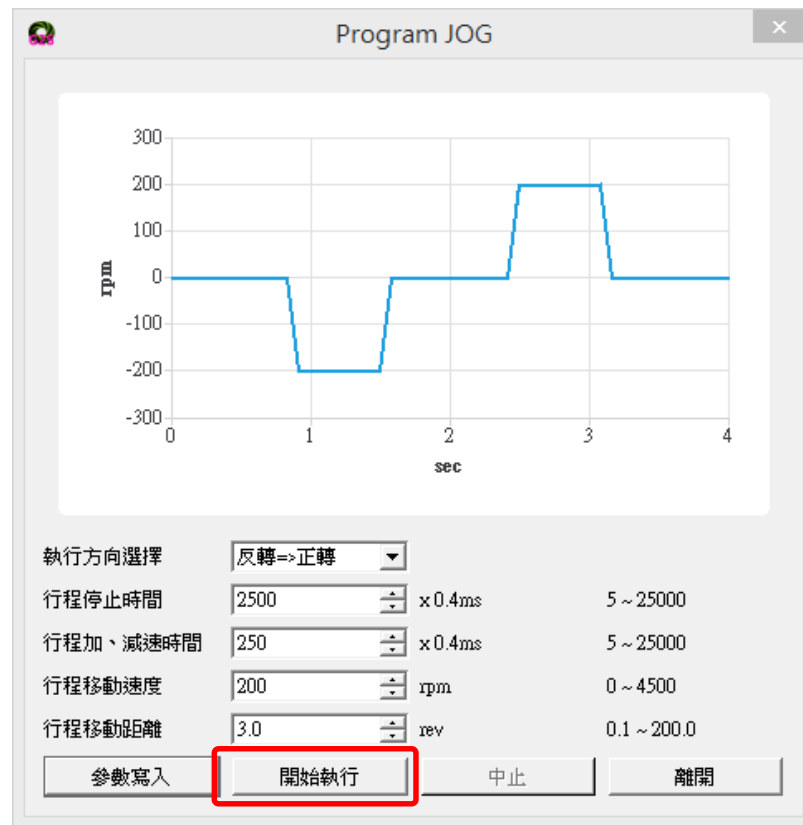 Program JOG
300
200
100
0
-100
-200
-300
rpm
0 1 2 3 4
sec
執行方向選擇 反轉=>正轉
行程停止時間 2500 x 0.4ms 5 ~ 25000
行程加、減速時間 250 x 0.4ms 5 ~ 25000
行程移動速度 200 rpm 0 ~ 4500
行程移動距離 3.0 rev 0.1 ~ 200.0
參數寫入 開始執行 中止 離開